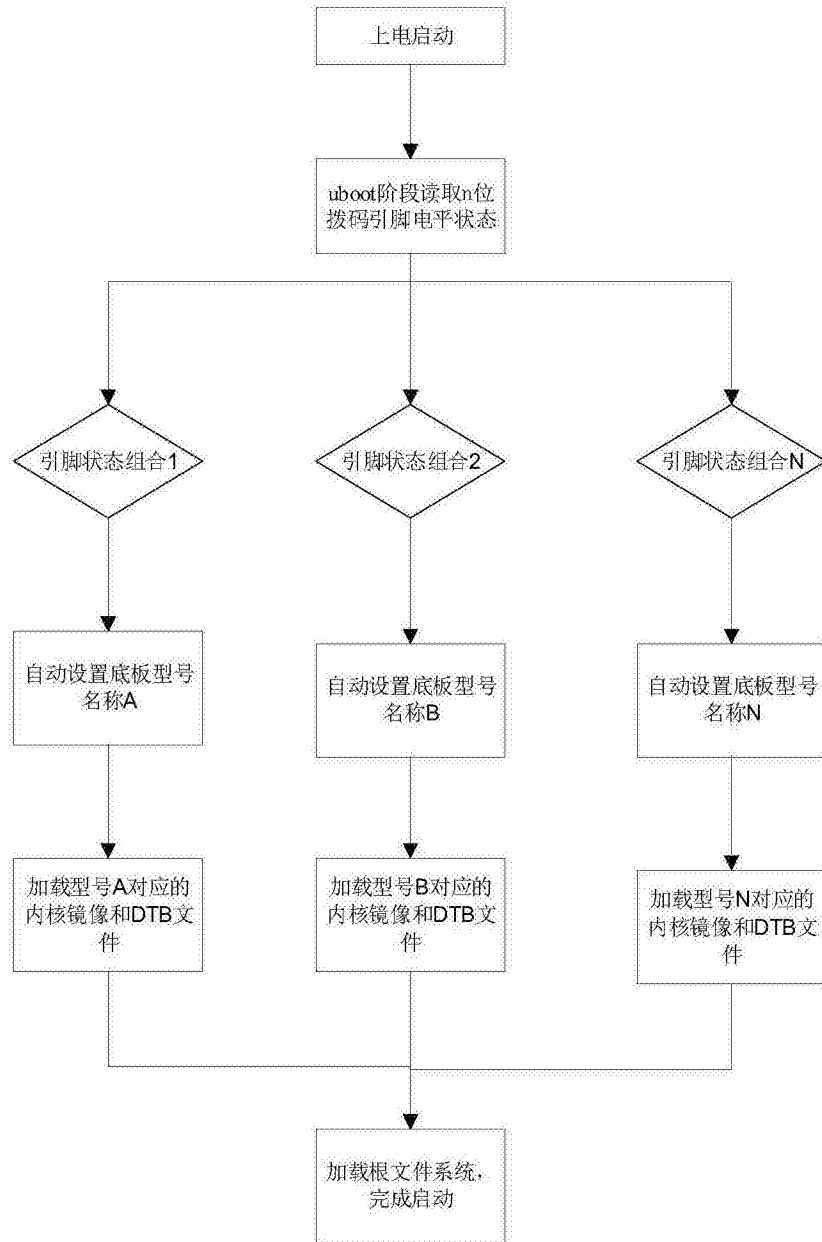 上电启动
uboot阶段读取n位
拨码引脚电平状态
引脚状态组合1
引脚状态组合2
引脚状态组合N
自动设置底板型号
名称A
自动设置底板型号
名称B
自动设置底板型号
名称N
加载型号A对应的
内核镜像和DTB文
件
加载型号B对应的
内核镜像和DTB文
件
加载型号N对应的
内核镜像和DTB文
件
加载根文件系统，
完成启动